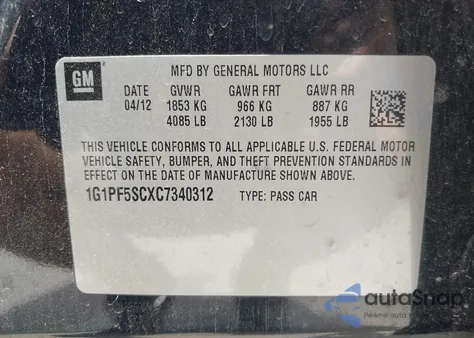 GM
MFD BY GENERAL MOTORS LLC
DATE GVWR GAWR FRT GAWR RR
04/12 1853 KG 966 KG 887 KG
4085 LB 2130 LB 1955 LB
THIS VEHICLE CONFORMS TO ALL APPLICABLE U.S. FEDERAL MOTOR
VEHICLE SAFETY, BUMPER, AND THEFT PREVENTION STANDARDS IN
EFFECT ON THE DATE OF MANUFACTURE SHOWN ABOVE.
1G1PF5SCXC7340312 TYPE: PASS CAR
autoSnap
Pewne auta